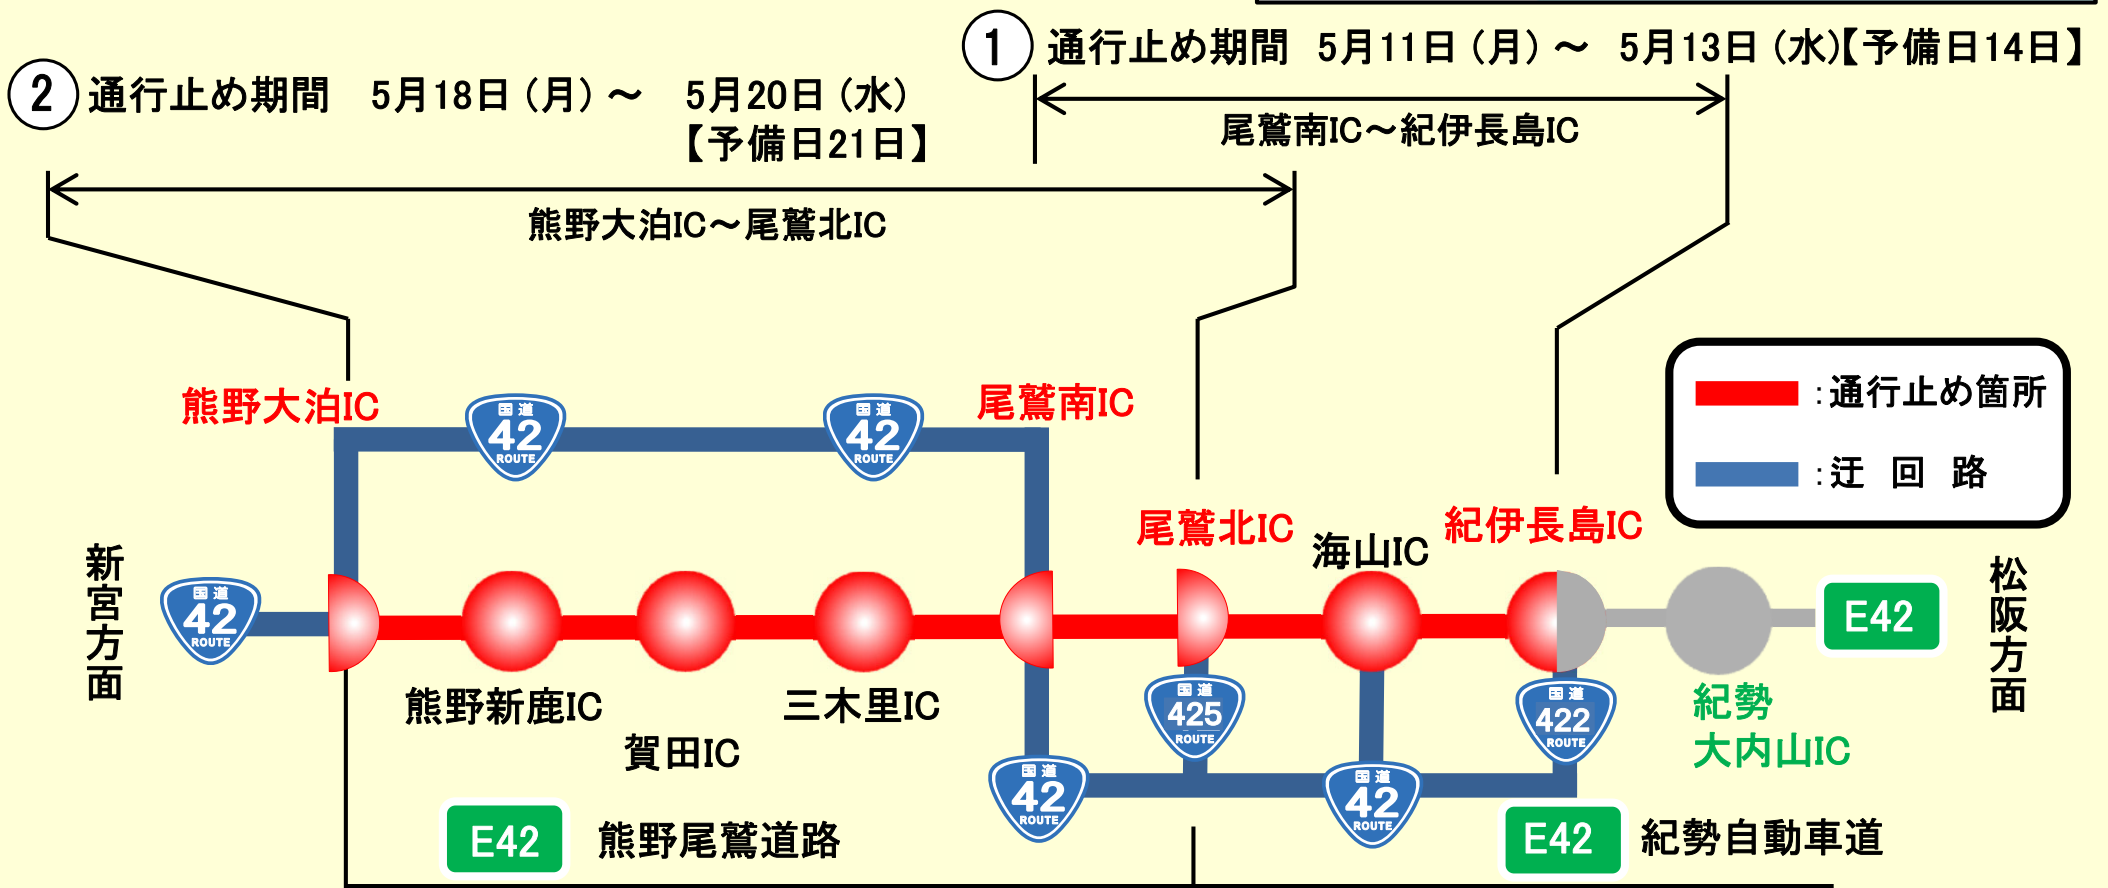 ① 通行止め期間 5月11日(月)～ 5月13日(水)【予備日14日】
尾鷲南IC～紀伊長島IC
② 通行止め期間 5月18日(月)～ 5月20日(水)
【予備日21日】
熊野大泊IC～尾鷲北IC
:通行止め箇所
:迂回路
熊野大泊IC
国道
42
ROUTE
国道
42
ROUTE
尾鷲南IC
尾鷲北IC
海山IC
紀伊長島IC
新宮方面
国道
42
ROUTE
E42
松阪方面
熊野新鹿IC
賀田IC
三木里IC
国道
425
ROUTE
国道
422
ROUTE
紀勢
大内山IC
国道
42
ROUTE
国道
42
ROUTE
E42 熊野尾鷲道路
E42 紀勢自動車道